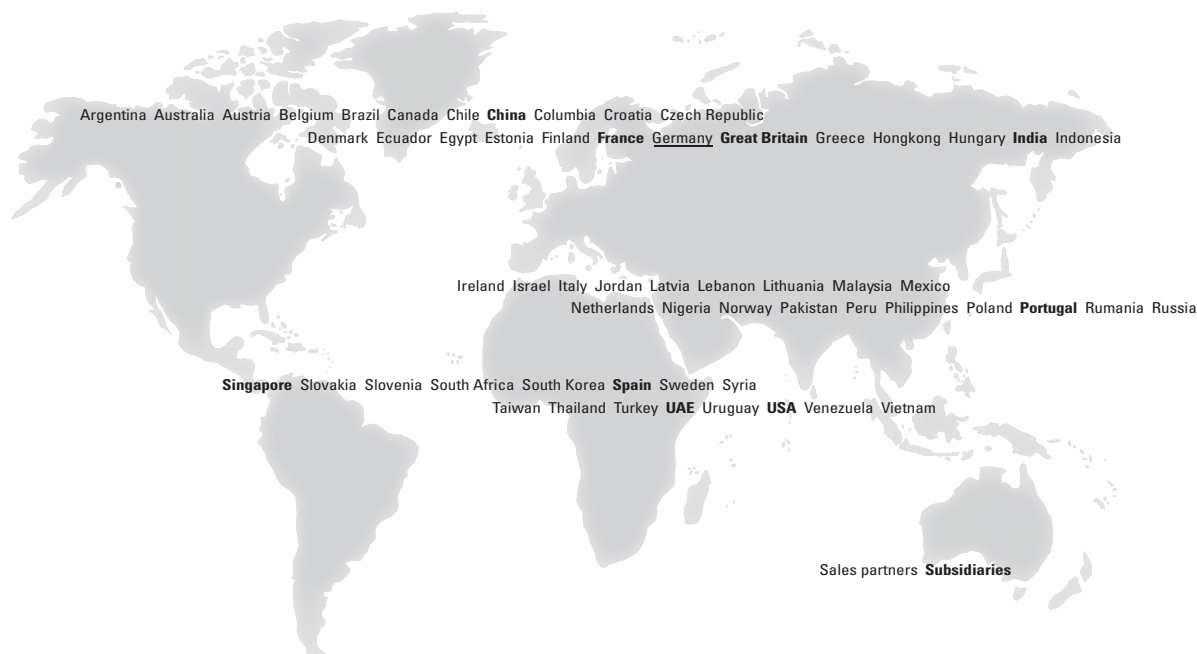 Argentina Australia Austria Belgium Brazil Canada Chile China Columbia Croatia Czech Republic
Denmark Ecuador Egypt Estonia Finland France Germany Great Britain Greece Hongkong Hungary India Indonesia
Ireland Israel Italy Jordan Latvia Lebanon Lithuania Malaysia Mexico
Netherlands Nigeria Norway Pakistan Peru Philippines Poland Portugal Rumania Russia
Singapore Slovakia Slovenia South Africa South Korea Spain Sweden Syria
Taiwan Thailand Turkey UAE Uruguay USA Venezuela Vietnam
Sales partners Subsidiaries